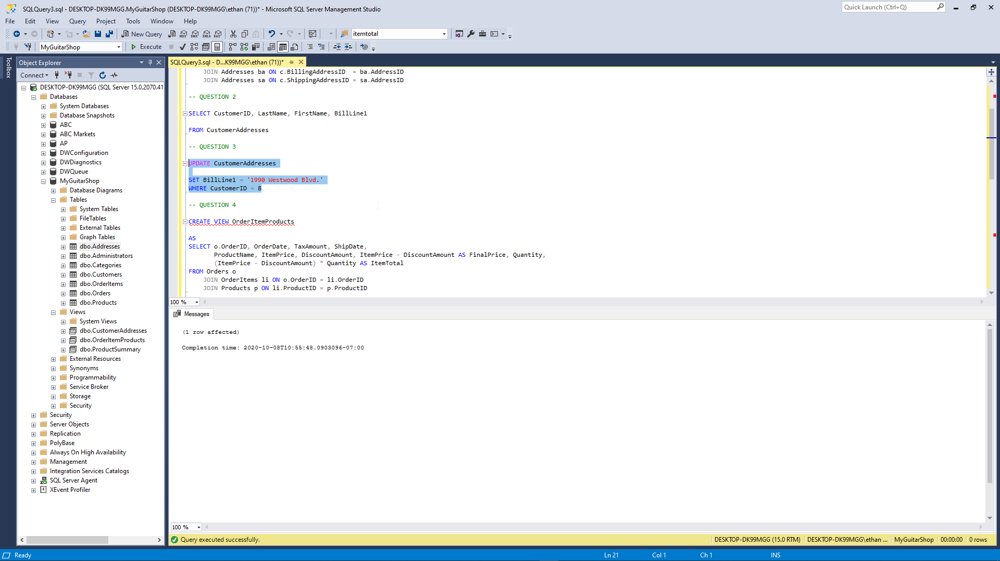 SQLQuery3.sql - DESKTOP-DK99MGG.MyGuitarShop (DESKTOP-DK99MGG\ethan (71))* - Microsoft SQL Server Management Studio
Quick Launch (Ctrl+Q)
File Edit View Query Project Tools Window Help
New Query
MDX DMX XMLA DAX
itemtotal
MyGuitarShop
Execute
Toolbox
Object Explorer
Connect
DESKTOP-DK99MGG (SQL Server 15.0.2070.41
Databases
System Databases
Database Snapshots
ABC
ABC Markets
AP
DWConfiguration
DWDiagnostics
DWQueue
MyGuitarShop
Database Diagrams
Tables
System Tables
FileTables
External Tables
Graph Tables
dbo.Addresses
dbo.Administrators
dbo.Categories
dbo.Customers
dbo.OrderItems
dbo.Orders
dbo.Products
Views
System Views
dbo.CustomerAddresses
dbo.OrderItemProducts
dbo.ProductSummary
External Resources
Synonyms
Programmability
Service Broker
Storage
Security
Security
Server Objects
Replication
PolyBase
Always On High Availability
Management
Integration Services Catalogs
SQL Server Agent
XEvent Profiler
SQLQuery3.sql - D...K99MGG\ethan (71))*
JOIN Addresses ba ON c.BillingAddressID = ba.AddressID
JOIN Addresses sa ON c.ShippingAddressID = sa.AddressID
-- QUESTION 2
SELECT CustomerID, LastName, FirstName, BillLine1
FROM CustomerAddresses
-- QUESTION 3
UPDATE CustomerAddresses
SET BillLine1 = '1990 Westwood Blvd.'
WHERE CustomerID = 8
-- QUESTION 4
CREATE VIEW OrderItemProducts
AS
SELECT o.OrderID, OrderDate, TaxAmount, ShipDate,
ProductName, ItemPrice, DiscountAmount, ItemPrice - DiscountAmount AS FinalPrice, Quantity,
(ItemPrice - DiscountAmount) * Quantity AS ItemTotal
FROM Orders o
JOIN OrderItems li ON o.OrderID = li.OrderID
JOIN Products p ON li.ProductID = p.ProductID
100 %
Messages
(1 row affected)
Completion time: 2020-10-08T10:55:48.0903096-07:00
100 %
Query executed successfully.
DESKTOP-DK99MGG (15.0 RTM) DESKTOP-DK99MGG\ethan ... MyGuitarShop 00:00:00 0 rows
Ready
Ln 21 Col 1 Ch 1 INS